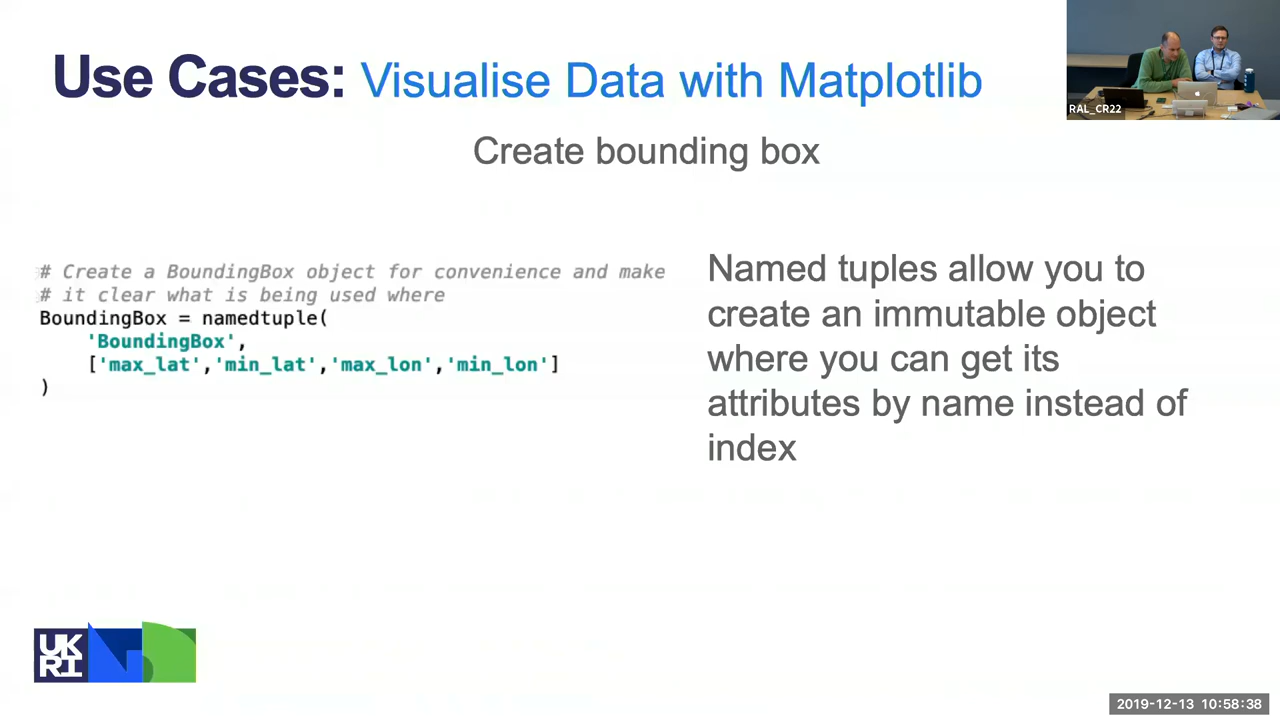 Use Cases: Visualise Data with Matplotlib
RAL_CR22
Create bounding box
# Create a BoundingBox object for convenience and make
# it clear what is being used where
BoundingBox = namedtuple(
'BoundingBox',
['max_lat','min_lat','max_lon','min_lon']
)
Named tuples allow you to
create an immutable object
where you can get its
attributes by name instead of
index
UK
RI
2019-12-13 10:58:38